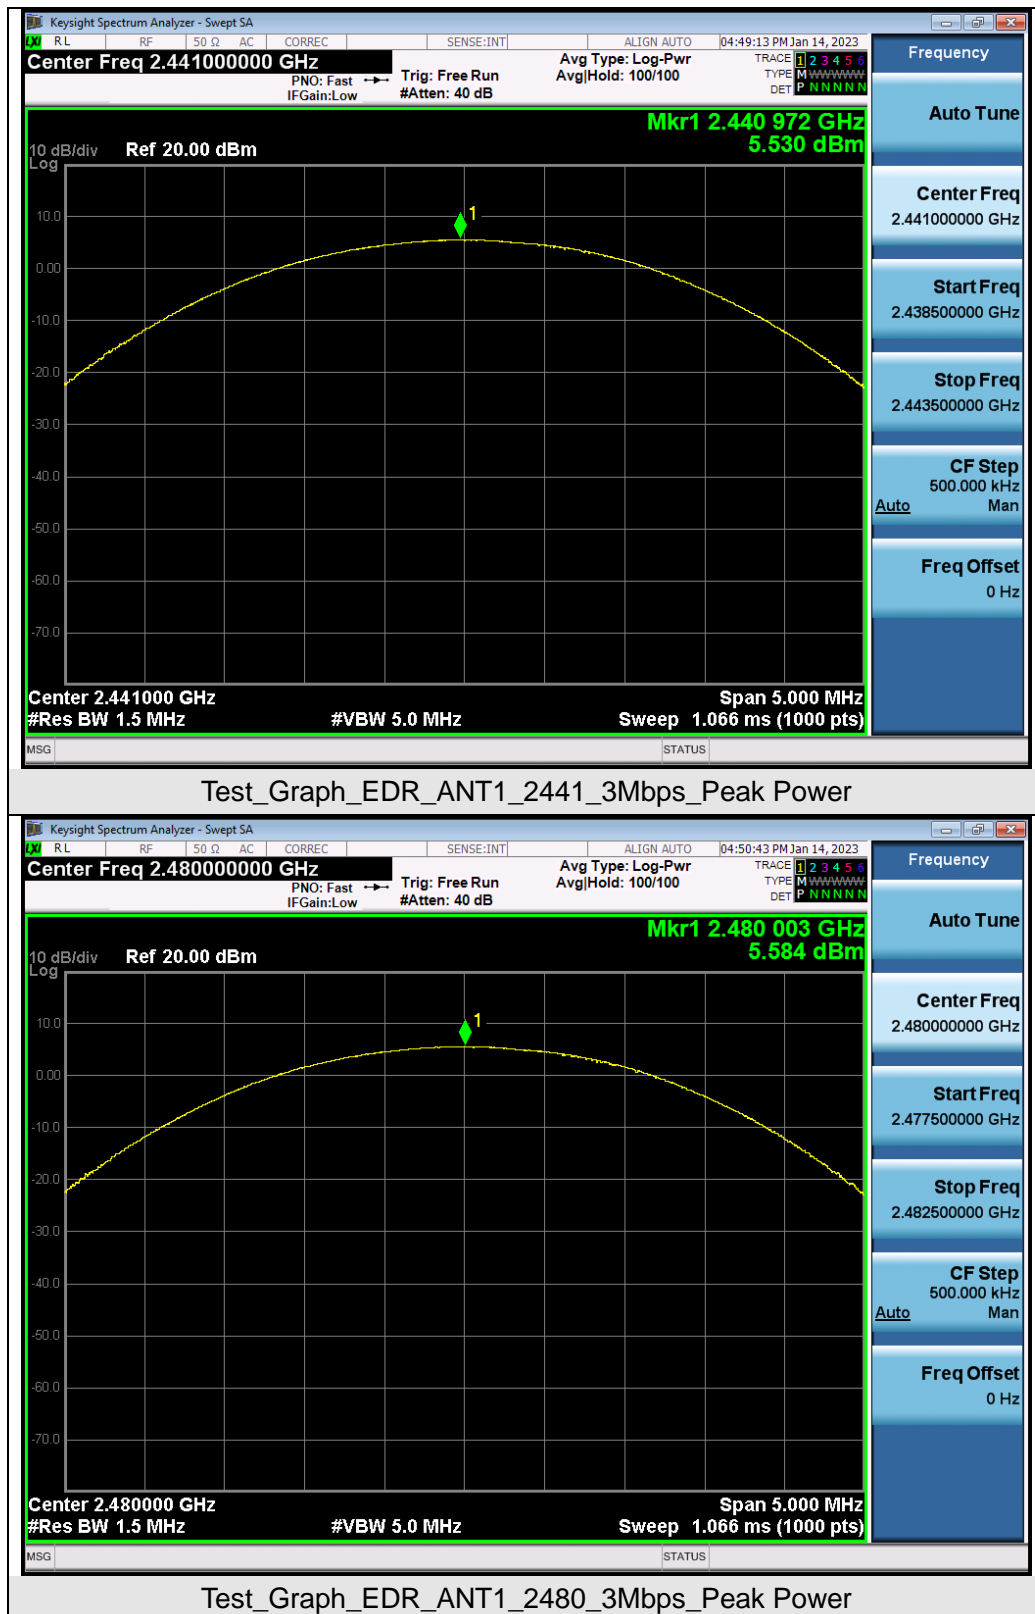 Keysight Spectrum Analyzer - Swept SA
LXI RL RF 50 Ω AC CORREC SENSE:INT ALIGN AUTO 04:49:13 PM Jan 14, 2023
Center Freq 2.441000000 GHz
PNO: Fast
IFGain:Low
Trig: Free Run
#Atten: 40 dB
Avg Type: Log-Pwr
Avg|Hold: 100/100
TRACE 1 2 3 4 5 6
TYPE M WWWWW
DET P N N N N N
Mkr1 2.440 972 GHz
5.530 dBm
10 dB/div Ref 20.00 dBm
Log
1
10.0
0.00
-10.0
-20.0
-30.0
-40.0
-50.0
-60.0
-70.0
Center 2.441000 GHz Span 5.000 MHz
#Res BW 1.5 MHz #VBW 5.0 MHz Sweep 1.066 ms (1000 pts)
MSG STATUS
Frequency
Auto Tune
Center Freq
2.441000000 GHz
Start Freq
2.438500000 GHz
Stop Freq
2.443500000 GHz
CF Step
500.000 kHz
Auto Man
Freq Offset
0 Hz
Test_Graph_EDR_ANT1_2441_3Mbps_Peak Power
Keysight Spectrum Analyzer - Swept SA
LXI RL RF 50 Ω AC CORREC SENSE:INT ALIGN AUTO 04:50:43 PM Jan 14, 2023
Center Freq 2.480000000 GHz
PNO: Fast
IFGain:Low
Trig: Free Run
#Atten: 40 dB
Avg Type: Log-Pwr
Avg|Hold: 100/100
TRACE 1 2 3 4 5 6
TYPE M WWWWW
DET P N N N N N
Mkr1 2.480 003 GHz
5.584 dBm
10 dB/div Ref 20.00 dBm
Log
1
10.0
0.00
-10.0
-20.0
-30.0
-40.0
-50.0
-60.0
-70.0
Center 2.480000 GHz Span 5.000 MHz
#Res BW 1.5 MHz #VBW 5.0 MHz Sweep 1.066 ms (1000 pts)
MSG STATUS
Frequency
Auto Tune
Center Freq
2.480000000 GHz
Start Freq
2.477500000 GHz
Stop Freq
2.482500000 GHz
CF Step
500.000 kHz
Auto Man
Freq Offset
0 Hz
Test_Graph_EDR_ANT1_2480_3Mbps_Peak Power